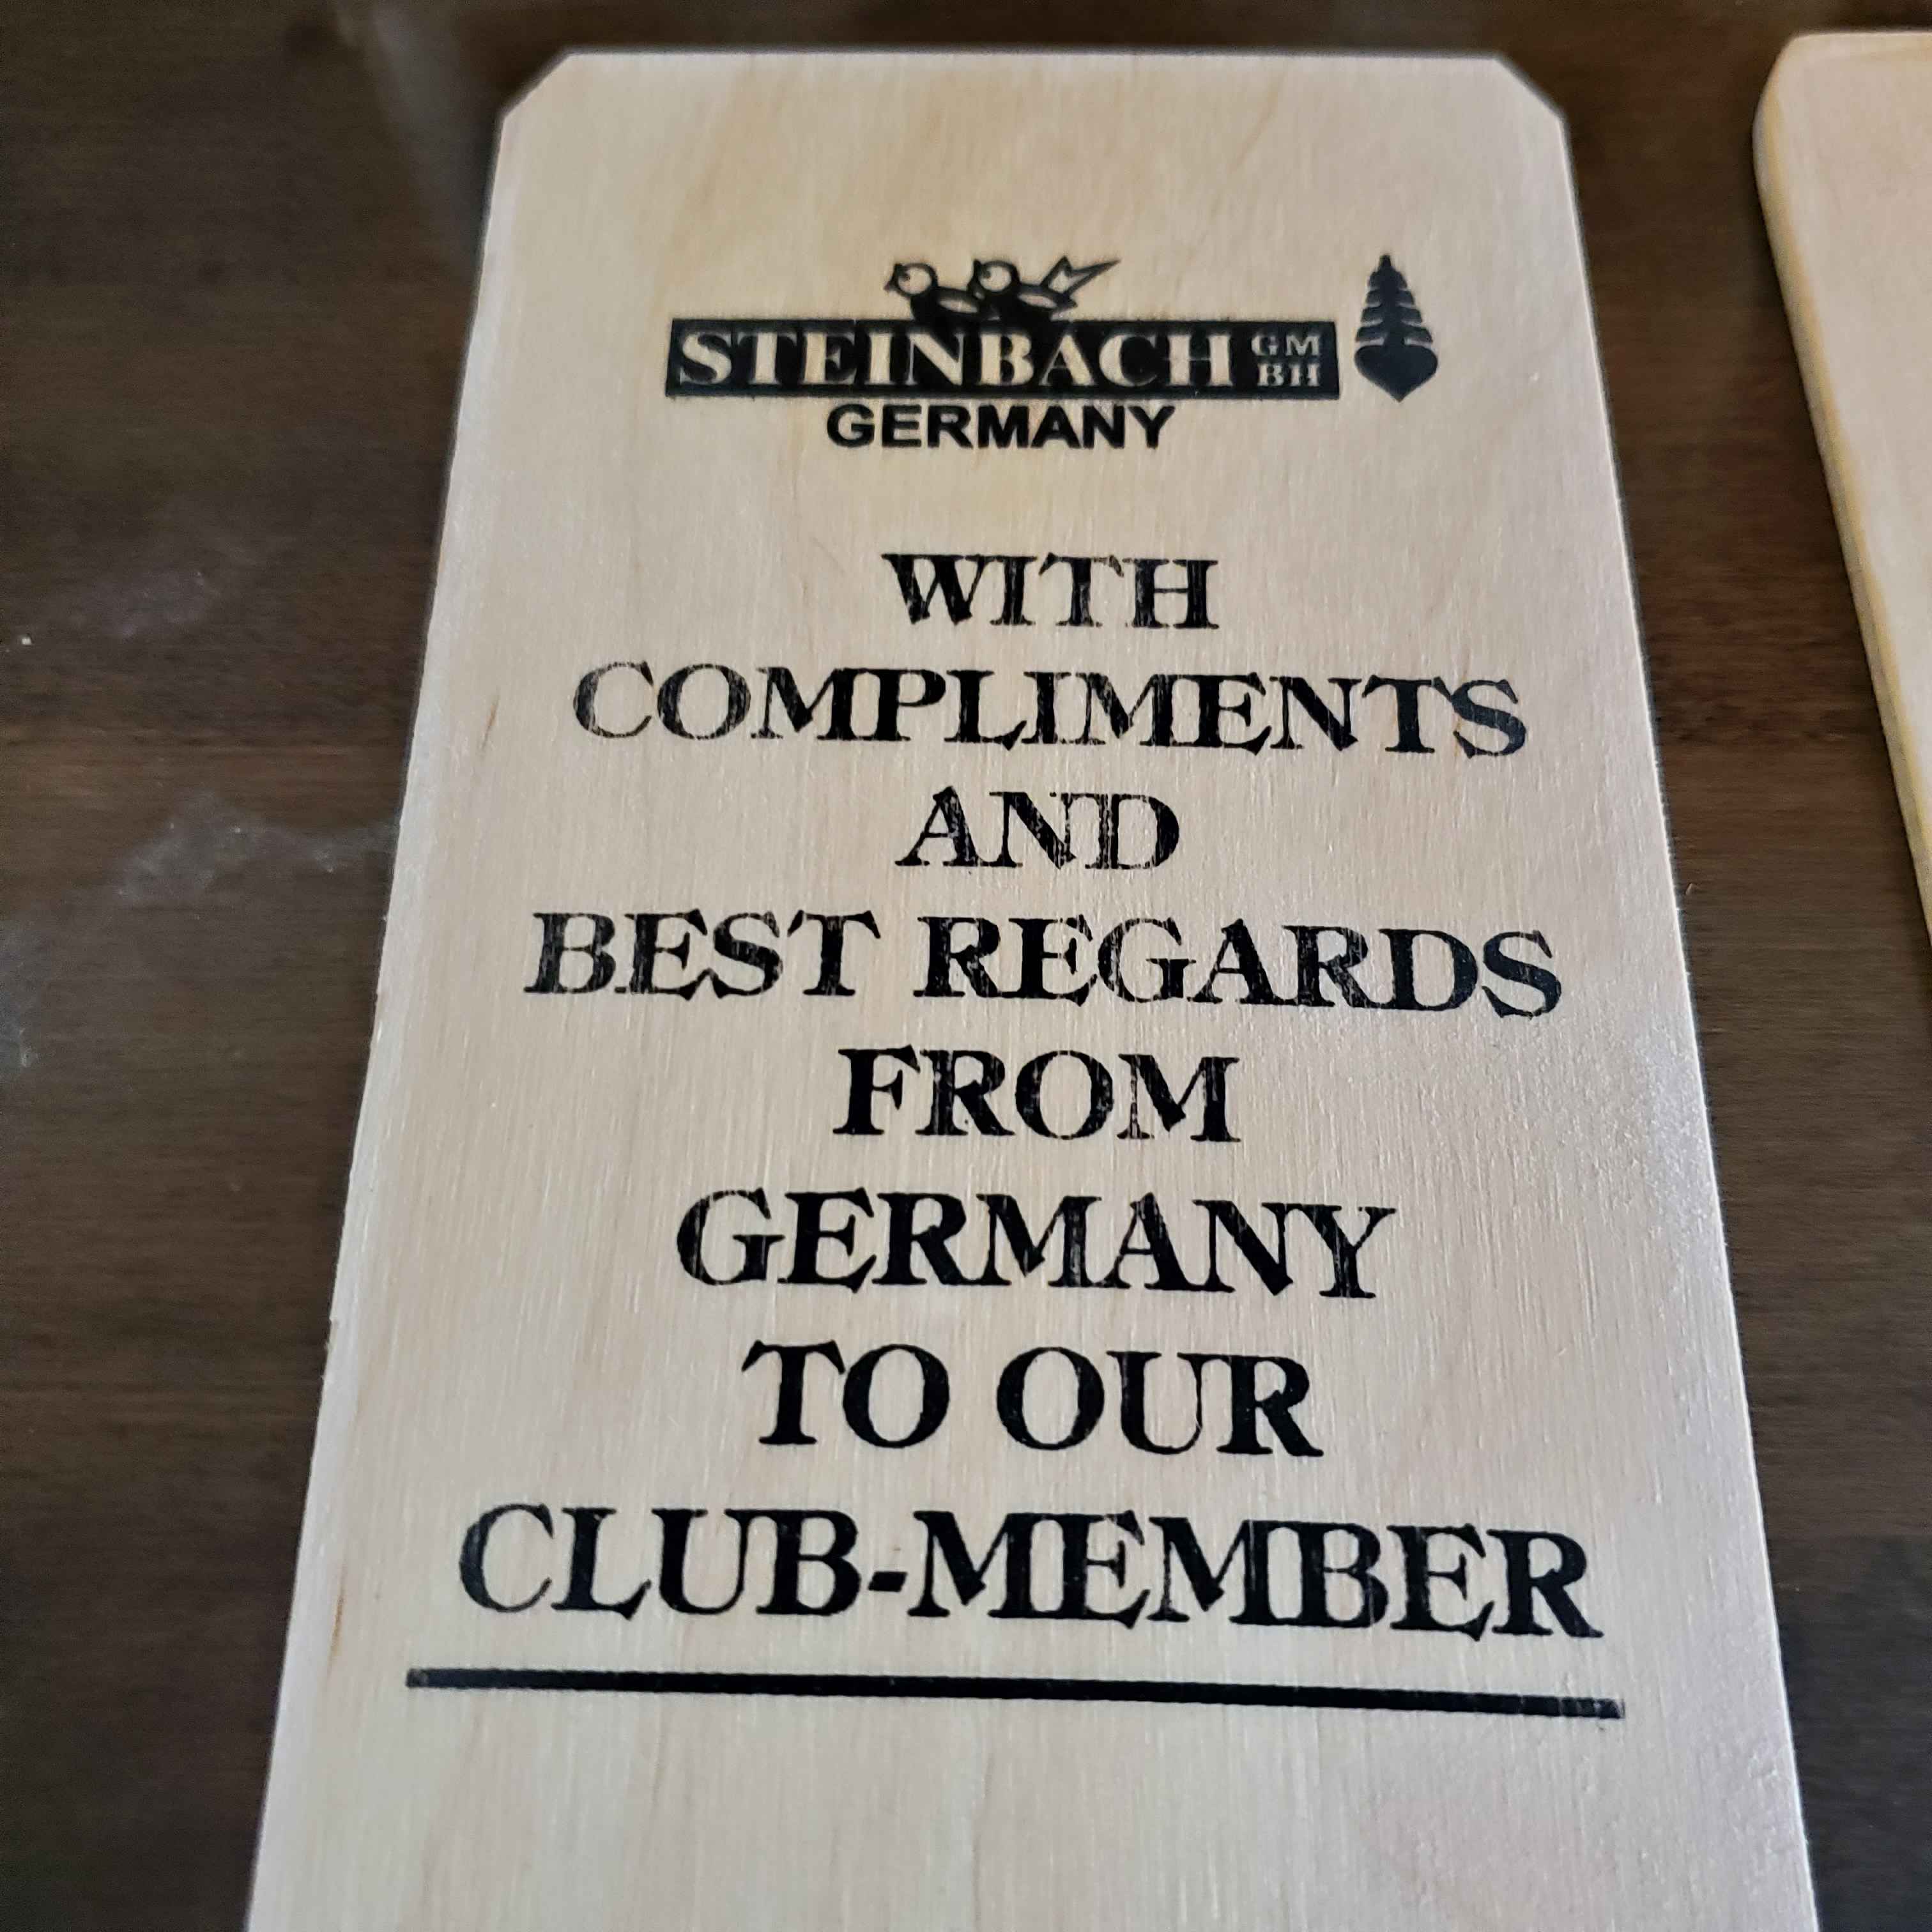 STEINBACH GM BH
GERMANY
WITH
COMPLIMENTS
AND
BEST REGARDS
FROM
GERMANY
TO OUR
CLUB-MEMBER